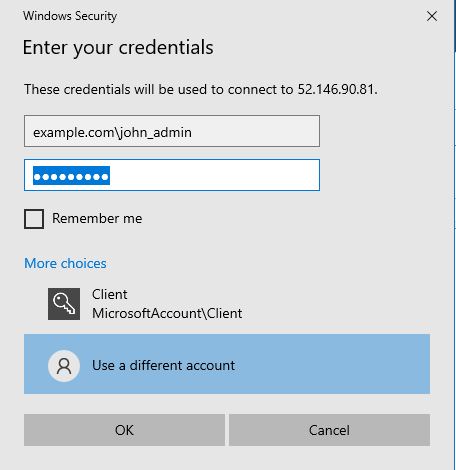 Windows Security
Enter your credentials
These credentials will be used to connect to 52.146.90.81.
example.com\john_admin
●●●●●●●●●
Remember me
More choices
Client
MicrosoftAccount\Client
Use a different account
OK
Cancel